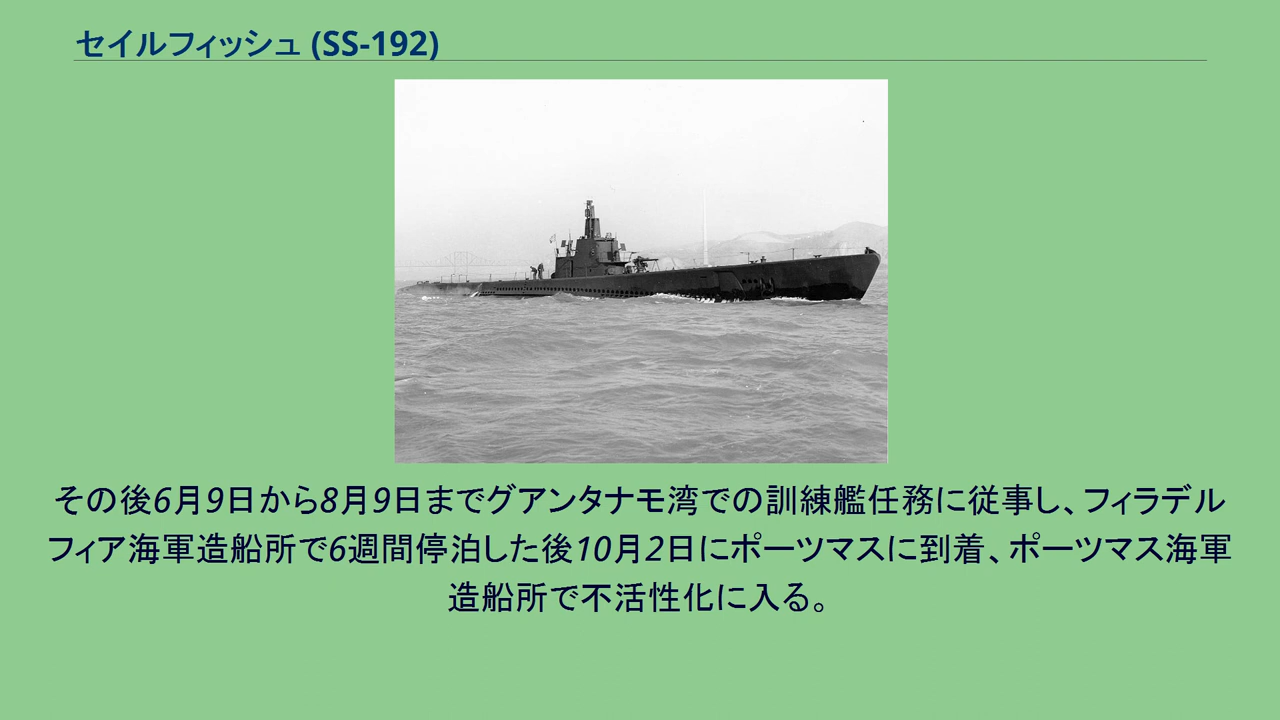 セイルフィッシュ (SS-192)
その後6月9日から8月9日までグアンタナモ湾での訓練艦任務に従事し、フィラデル
フィア海軍造船所で6週間停泊した後10月2日にポーツマスに到着、ポーツマス海軍
造船所で不活性化に入る。